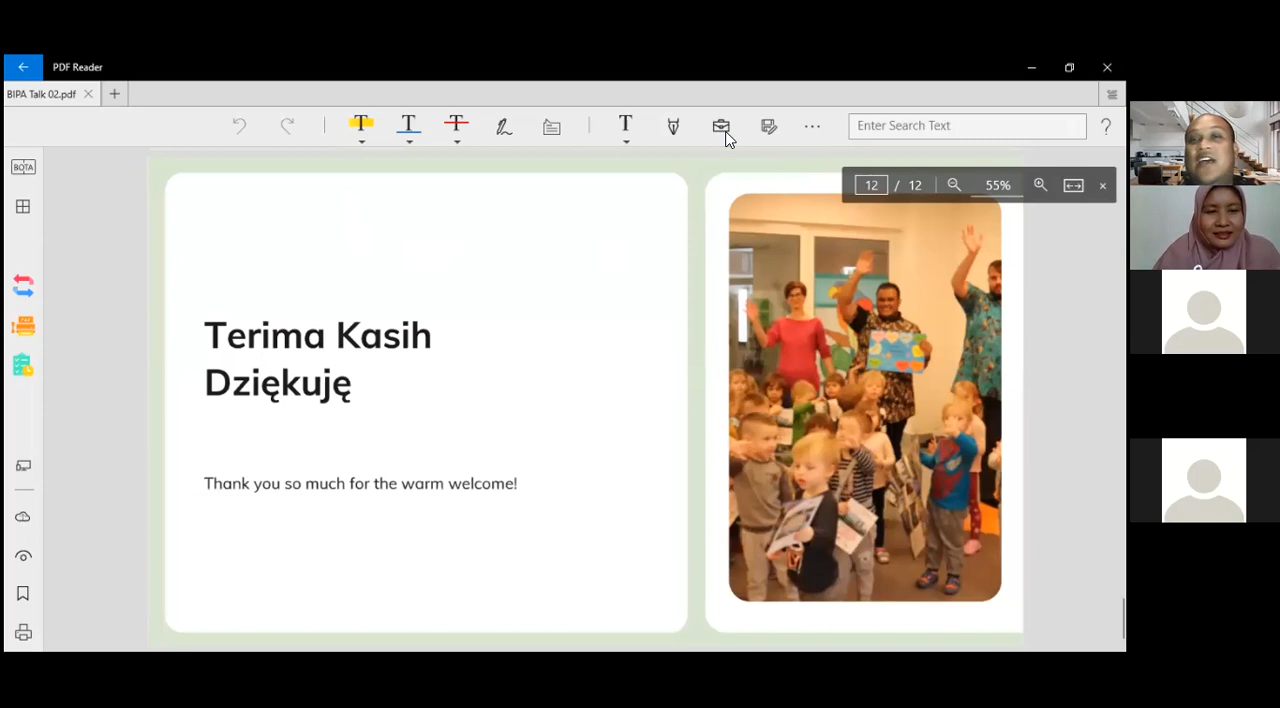 PDF Reader
BIPA Talk 02.pdf
T T T T
Enter Search Text
?
BOTA
12 / 12 55%
Terima Kasih
Dziękuję
Thank you so much for the warm welcome!